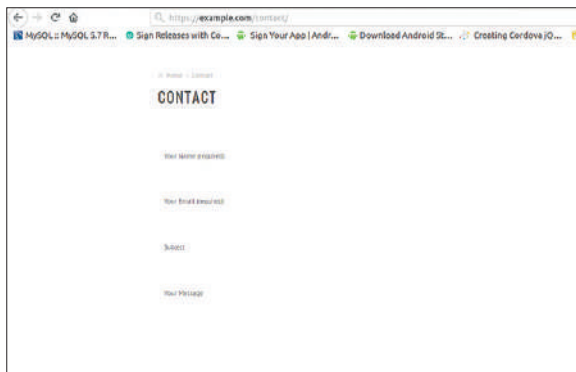 https://example.com/contact/
MySQL :: MySQL 5.7 R... Sign Releases with Co... Sign Your App | Andr... Download Android St... Creating Cordova jQ...
Home > Contact
CONTACT
Your Name (required)
Your Email (required)
Subject
Your Message